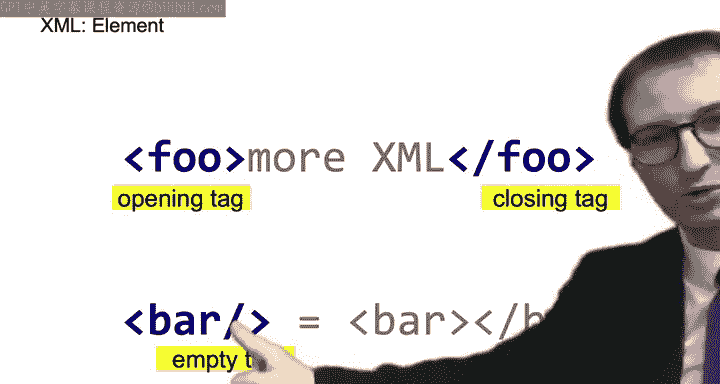 XML: Element
<foo>more XML</foo>
opening tag
closing tag
<bar/> = <bar></b
empty t